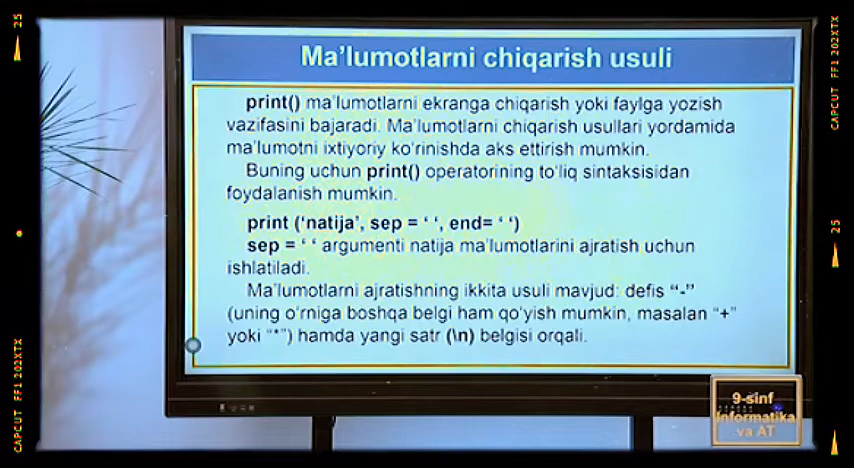 25
CAPCUT FF1 202XTX
Ma'lumotlarni chiqarish usuli
print() ma'lumotlarni ekranga chiqarish yoki faylga yozish
vazifasini bajaradi. Ma'lumotlarni chiqarish usullari yordamida
ma'lumotni ixtiyoriy ko'rinishda aks ettirish mumkin.
Buning uchun print() operatorining to'liq sintaksisidan
foydalanish mumkin.
print ('natija', sep = ' ', end= ' ')
sep = ' ' argumenti natija ma'lumotlarini ajratish uchun
ishlatiladi.
Ma'lumotlarni ajratishning ikkita usuli mavjud: defis "-"
(uning o'rniga boshqa belgi ham qo'yish mumkin, masalan "+"
yoki "*") hamda yangi satr (\n) belgisi orqali.
9-sinf
Informatika
va AT
CAPCUT FF1 202XTX
25